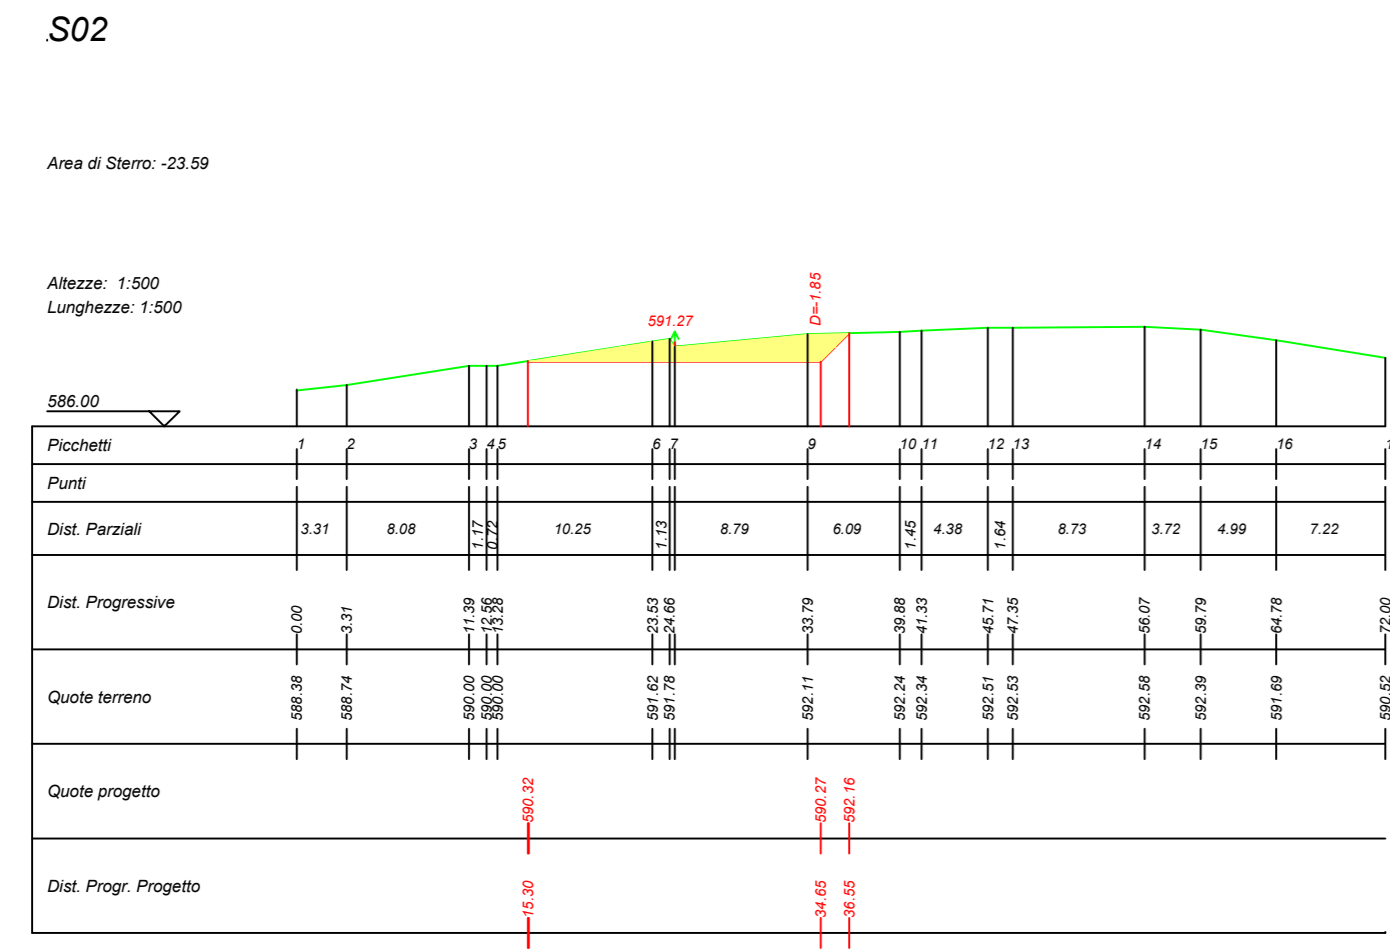 .S02
Area di Sterro: -23.59
Altezze: 1:500
Lunghezze: 1:500
591.27
D=-1.85
586.00
Picchetti 1 2 3 4 5 6 7 9 10 11 12 13 14 15 16 1
Punti
Dist. Parziali 3.31 8.08 1.17 0.72 10.25 1.13 8.79 6.09 1.45 4.38 1.64 8.73 3.72 4.99 7.22
Dist. Progressive 0.00 3.31 11.39 12.56 13.28 23.53 24.66 33.79 39.88 41.33 45.71 47.35 56.07 59.79 64.78 72.00
Quote terreno 588.38 588.74 590.00 590.00 590.00 591.62 591.78 592.11 592.24 592.34 592.51 592.53 592.58 592.39 591.69 590.52
Quote progetto 590.32 590.27 592.16
Dist. Progr. Progetto 15.30 34.65 36.55